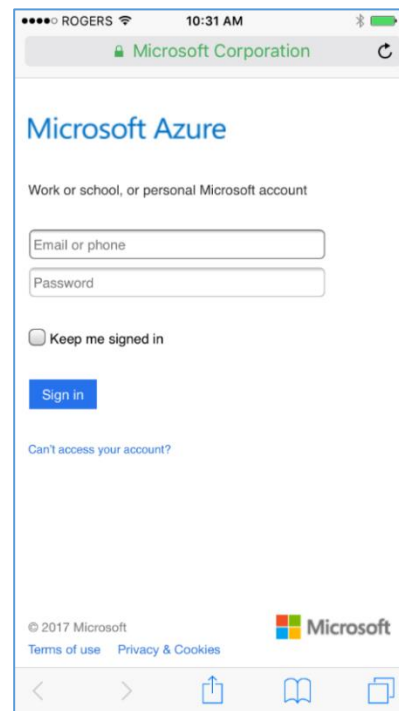 ROGERS 10:31 AM
Microsoft Corporation
Microsoft Azure
Work or school, or personal Microsoft account
Email or phone
Password
Keep me signed in
Sign in
Can't access your account?
© 2017 Microsoft
Microsoft
Terms of use Privacy & Cookies